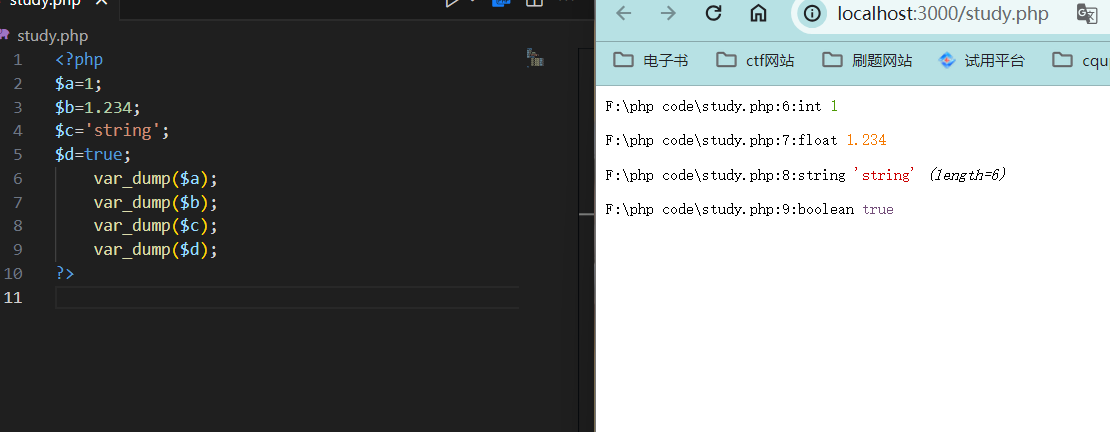 study.php
study.php
1 <?php
2 $a=1;
3 $b=1.234;
4 $c='string';
5 $d=true;
6 var_dump($a);
7 var_dump($b);
8 var_dump($c);
9 var_dump($d);
10 ?>
11
localhost:3000/study.php
电子书 ctf网站 刷题网站 试用平台 cqu
F:\php code\study.php:6:int 1
F:\php code\study.php:7:float 1.234
F:\php code\study.php:8:string 'string' (length=6)
F:\php code\study.php:9:boolean true